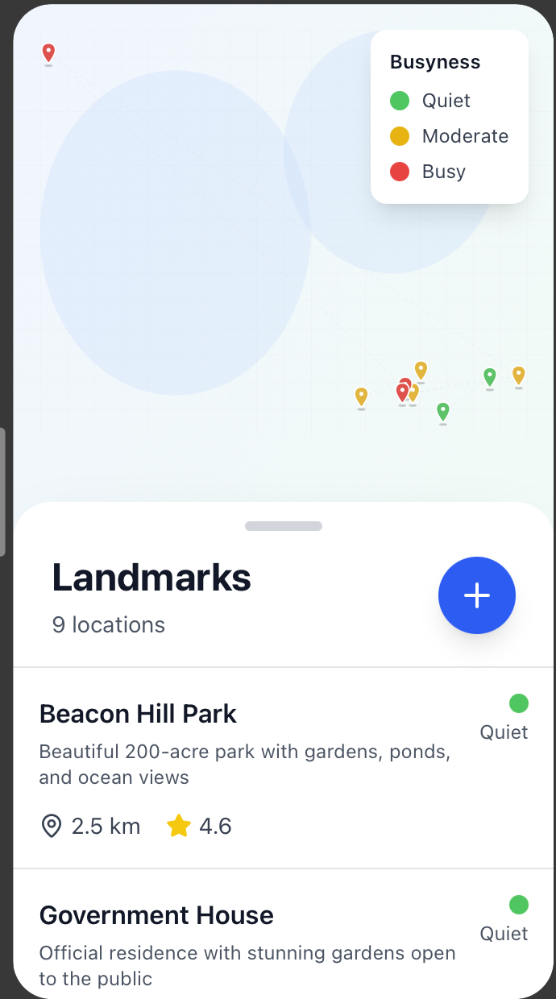 Busyness
Quiet
Moderate
Busy
Landmarks
9 locations
Beacon Hill Park
Quiet
Beautiful 200-acre park with gardens, ponds,
and ocean views
2.5 km 4.6
Government House
Quiet
Official residence with stunning gardens open
to the public